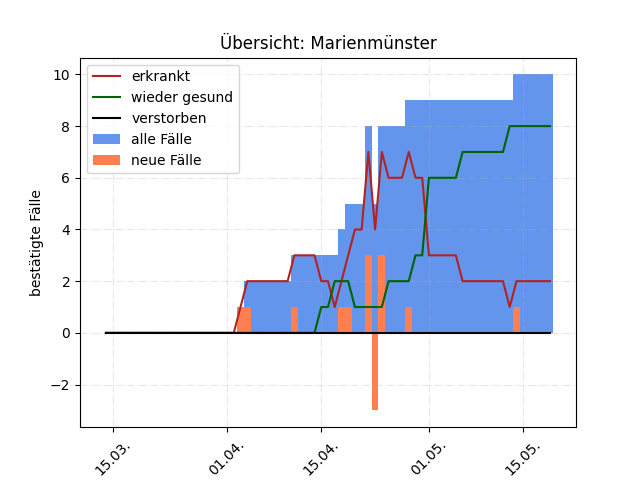 Übersicht: Marienmünster
erkrankt
wieder gesund
verstorben
alle Fälle
neue Fälle
bestätigte Fälle
10
8
6
4
2
0
−2
15.03.
01.04.
15.04.
01.05.
15.05.